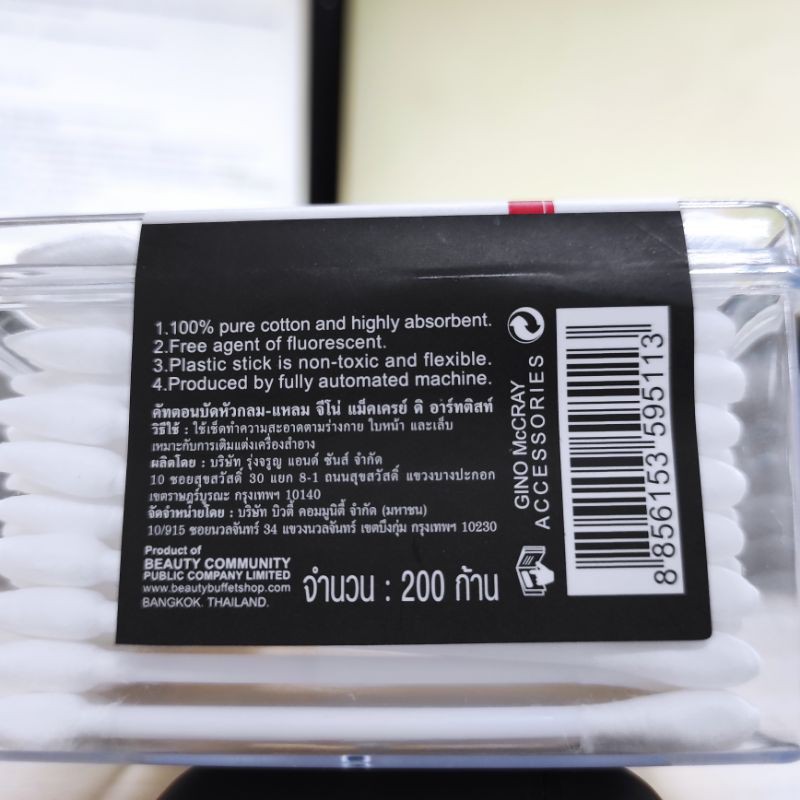 1.100% pure cotton and highly absorbent.
2.Free agent of fluorescent.
3.Plastic stick is non-toxic and flexible.
4.Produced by fully automated machine.
คัทตอนบัดหัวกลม-แหลม จีโน่ แม็คเครย์ ดิ อาร์ทติสท์
วิธีใช้ : ใช้เช็ดทำความสะอาดตามร่างกาย ใบหน้า และเล็บ
เหมาะกับการเติมแต่งเครื่องสำอาง
ผลิตโดย : บริษัท รุ่งจรูญ แอนด์ ซันส์ จำกัด
10 ซอยสุขสวัสดิ์ 30 แยก 8-1 ถนนสุขสวัสดิ์ แขวงบางปะกอก
เขตราษฎร์บูรณะ กรุงเทพฯ 10140
จัดจำหน่ายโดย : บริษัท บิวตี้ คอมมูนิตี้ จำกัด (มหาชน)
10/915 ซอยนวลจันทร์ 34 แขวงนวลจันทร์ เขตบึงกุ่ม กรุงเทพฯ 10230
Product of
BEAUTY COMMUNITY
PUBLIC COMPANY LIMITED
www.beautybuffetshop.com
BANGKOK. THAILAND.
จำนวน : 200 ก้าน
GINO McCRAY
ACCESSORIES
8 856153 595113